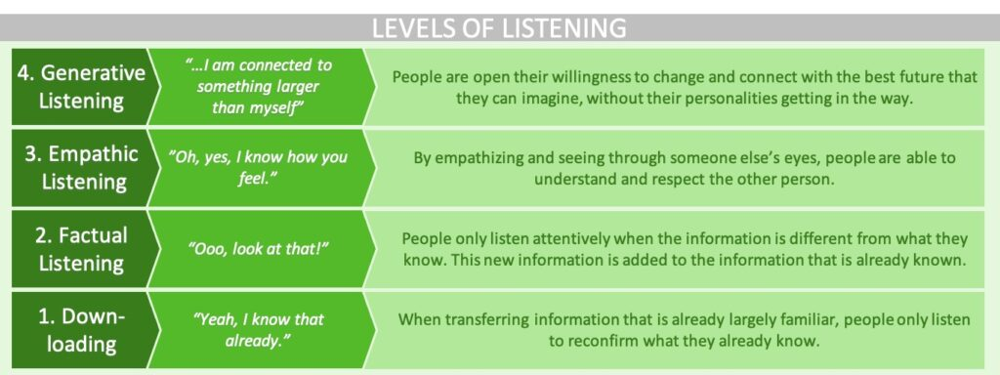 LEVELS OF LISTENING
4. Generative
Listening
“…I am connected to
something larger
than myself”
People are open their willingness to change and connect with the best future that
they can imagine, without their personalities getting in the way.
3. Empathic
Listening
”Oh, yes, I know how you
feel.”
By empathizing and seeing through someone else’s eyes, people are able to
understand and respect the other person.
2. Factual
Listening
“Ooo, look at that!”
People only listen attentively when the information is different from what they
know. This new information is added to the information that is already known.
1. Down-
loading
“Yeah, I know that
already.”
When transferring information that is already largely familiar, people only listen
to reconfirm what they already know.